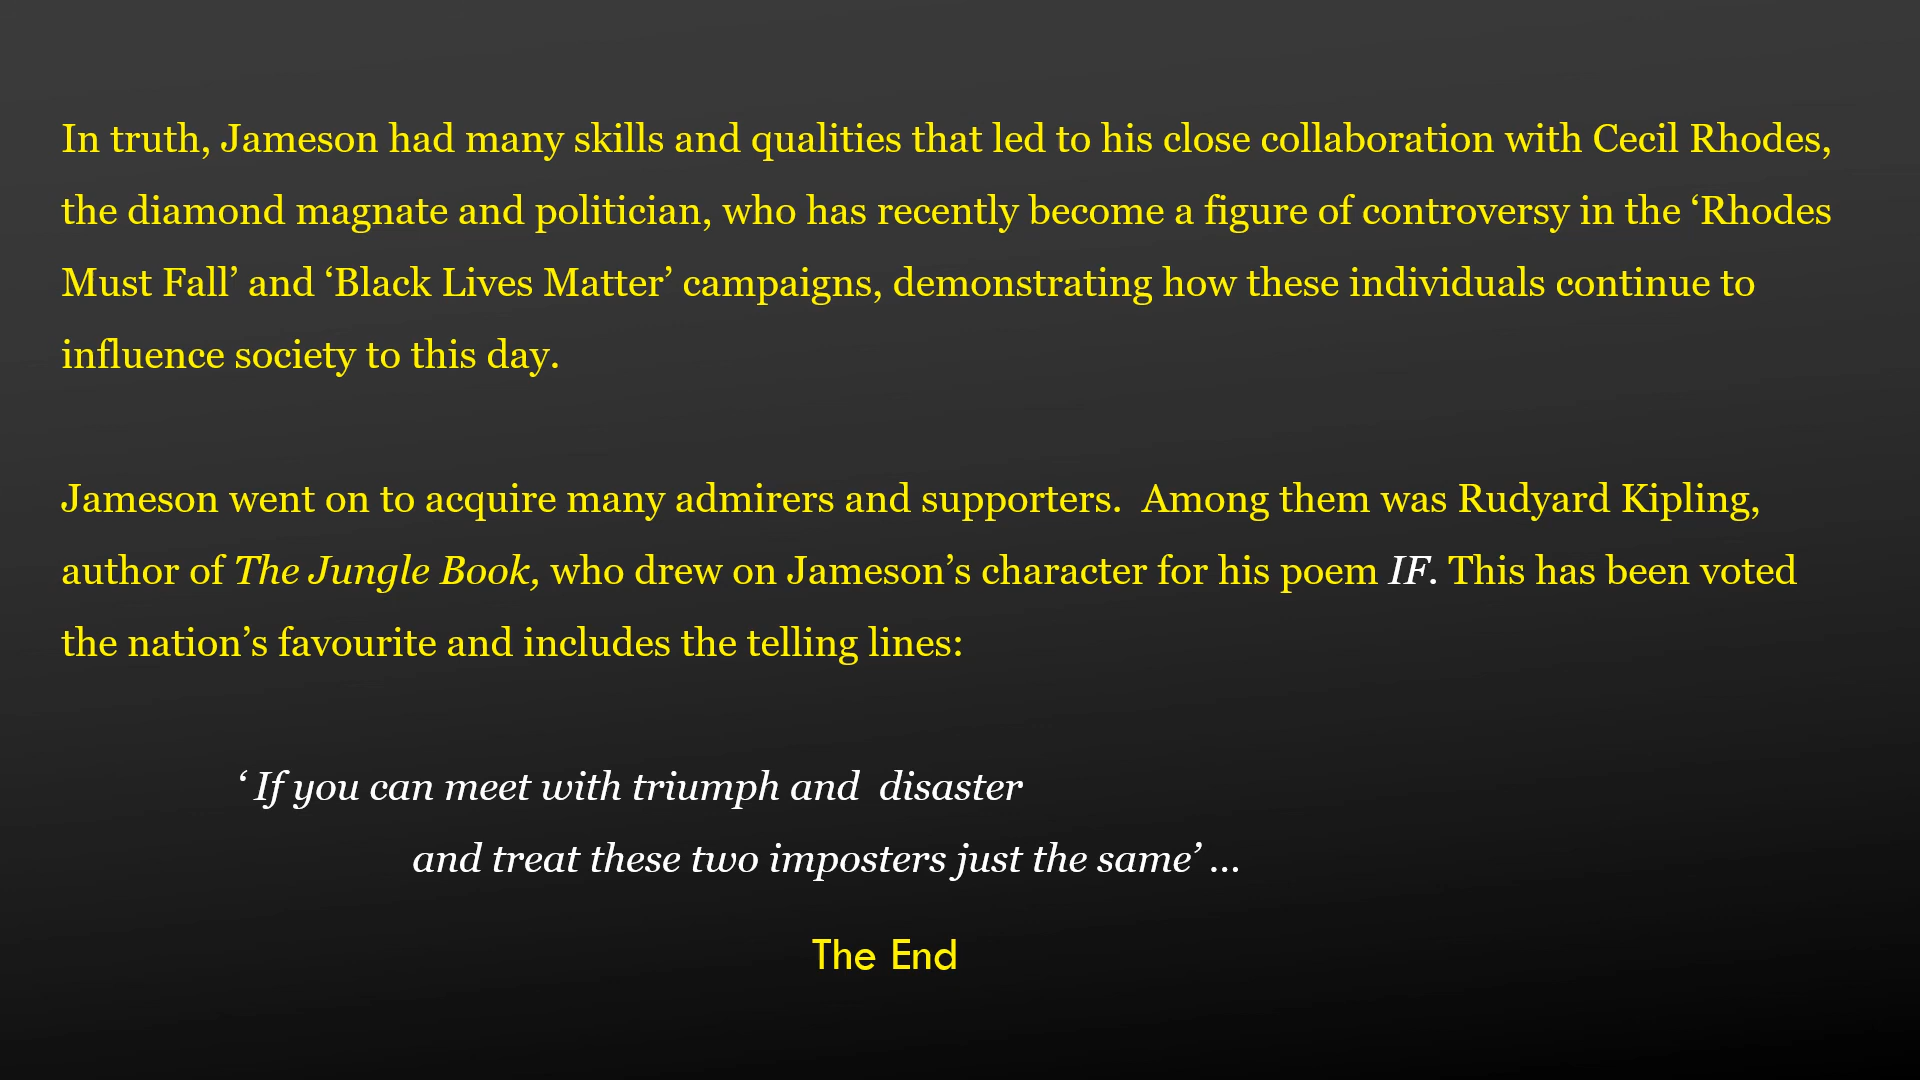 In truth, Jameson had many skills and qualities that led to his close collaboration with Cecil Rhodes,
the diamond magnate and politician, who has recently become a figure of controversy in the ‘Rhodes
Must Fall’ and ‘Black Lives Matter’ campaigns, demonstrating how these individuals continue to
influence society to this day.
Jameson went on to acquire many admirers and supporters.  Among them was Rudyard Kipling,
author of The Jungle Book, who drew on Jameson’s character for his poem IF. This has been voted
the nation’s favourite and includes the telling lines:
‘ If you can meet with triumph and  disaster
and treat these two imposters just the same’ ...
The End